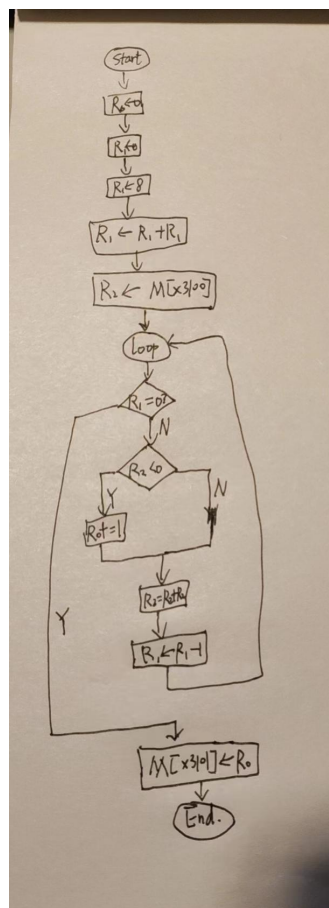 Start
R0←0
R1←0
R1←8
R1 ← R1 + R1
R2 ← M[x3100]
Loop
R1=0?
N
R2<0
Y
N
R0+=1
R2=R2+R2
Y
R1←R1-1
M[x3101]←R0
End.